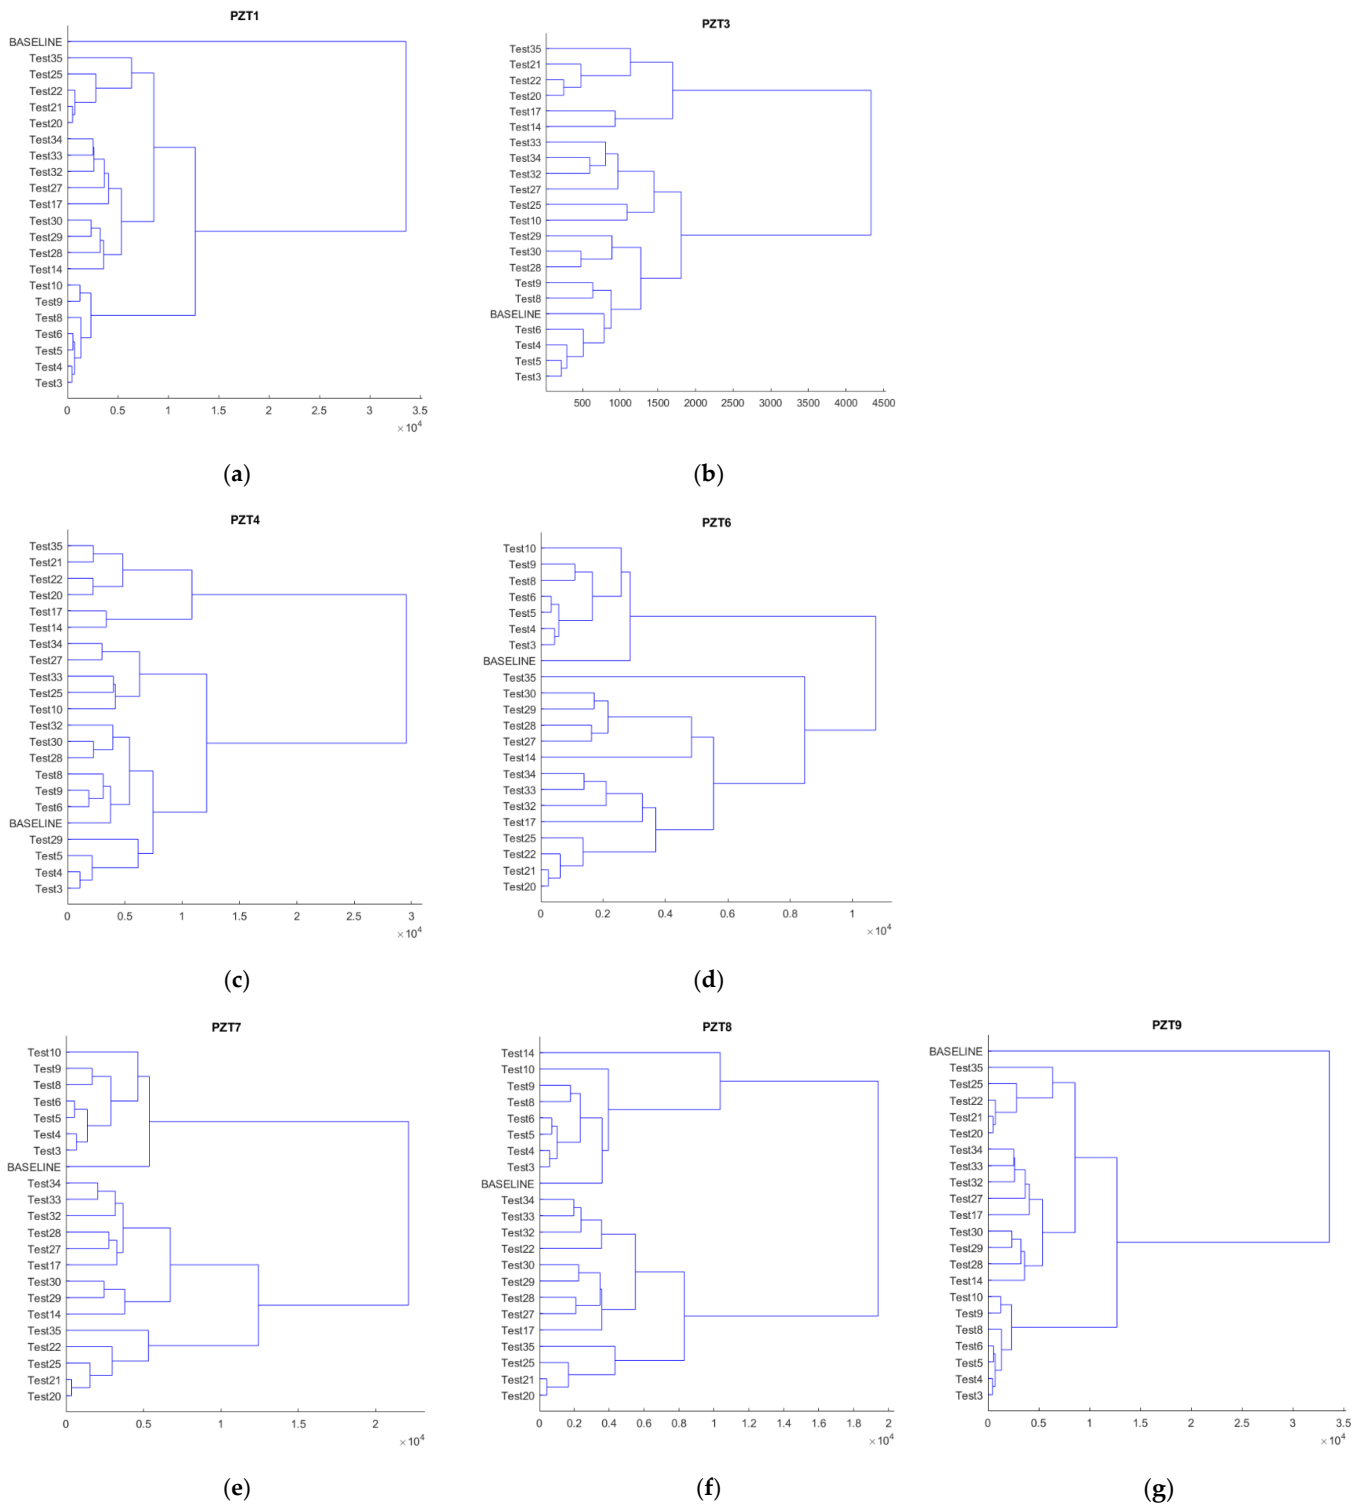 PZT1
BASELINE
Test35
Test25
Test22
Test21
Test20
Test34
Test33
Test32
Test27
Test17
Test30
Test29
Test28
Test14
Test10
Test9
Test8
Test6
Test5
Test4
Test3
0 0.5 1 1.5 2 2.5 3 3.5
× 10^4
(a)
PZT3
Test35
Test21
Test22
Test20
Test17
Test14
Test33
Test34
Test32
Test27
Test25
Test10
Test29
Test30
Test28
Test9
Test8
BASELINE
Test6
Test4
Test5
Test3
500 1000 1500 2000 2500 3000 3500 4000 4500
(b)
PZT4
Test35
Test21
Test22
Test20
Test17
Test14
Test34
Test27
Test33
Test25
Test10
Test32
Test30
Test28
Test8
Test9
Test6
BASELINE
Test29
Test5
Test4
Test3
0 0.5 1 1.5 2 2.5 3
× 10^4
(c)
PZT6
Test10
Test9
Test8
Test6
Test5
Test4
Test3
BASELINE
Test35
Test30
Test29
Test28
Test27
Test14
Test34
Test33
Test32
Test17
Test25
Test22
Test21
Test20
0 0.2 0.4 0.6 0.8 1
× 10^4
(d)
PZT7
Test10
Test9
Test8
Test6
Test5
Test4
Test3
BASELINE
Test34
Test33
Test32
Test28
Test27
Test17
Test30
Test29
Test14
Test35
Test22
Test25
Test21
Test20
0 0.5 1 1.5 2
× 10^4
(e)
PZT8
Test14
Test10
Test9
Test8
Test6
Test5
Test4
Test3
BASELINE
Test34
Test33
Test32
Test22
Test30
Test29
Test28
Test27
Test17
Test35
Test25
Test21
Test20
0 0.2 0.4 0.6 0.8 1 1.2 1.4 1.6 1.8 2
× 10^4
(f)
PZT9
BASELINE
Test35
Test25
Test22
Test21
Test20
Test34
Test33
Test32
Test27
Test17
Test30
Test29
Test28
Test14
Test10
Test9
Test8
Test6
Test5
Test4
Test3
0 0.5 1 1.5 2 2.5 3 3.5
× 10^4
(g)